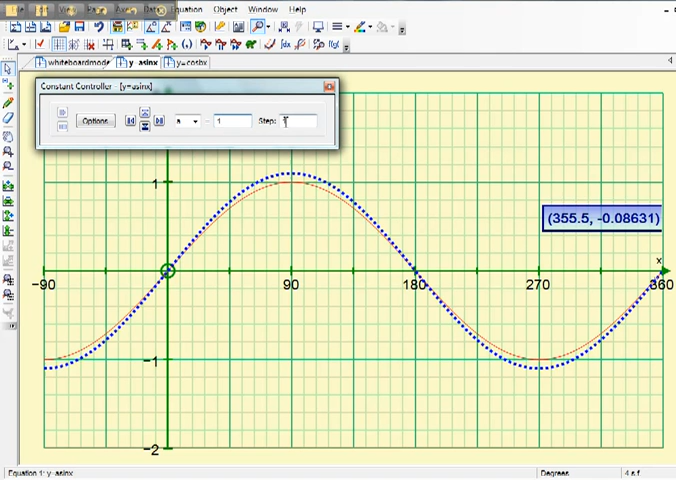 Equation Object Window Help
whiteboardmode y=asinx y=cosbx
Constant Controller - [y=asinx]
Options a = 1 Step:
1
(355.5, -0.08631)
x
-90 90 180 270 360
-1
-2
Equation 1: y=asinx Degrees 4 s f